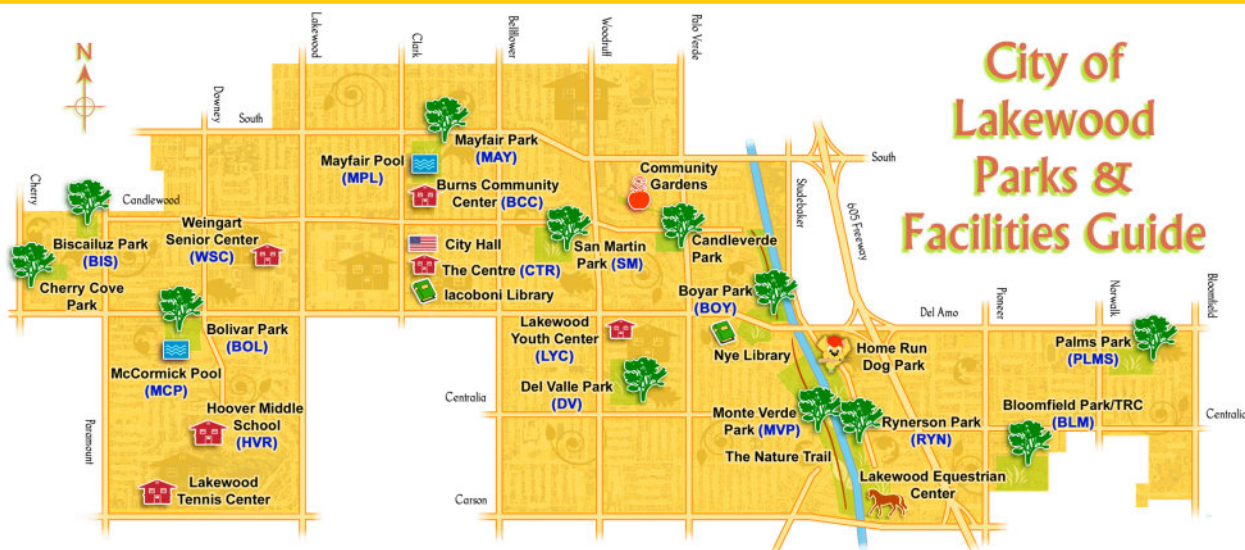 City of
Lakewood
Parks &
Facilities Guide
N
Lakewood
Clark
Bellflower
Woodruff
Palo Verde
Downey
South
Mayfair Park
(MAY)
Mayfair Pool
(MPL)
Burns Community
Center (BCC)
Community
Gardens
South
Studebaker
605 Freeway
Cherry
Candlewood
Biscailuz Park
(BIS)
Cherry Cove
Park
Weingart
Senior Center
(WSC)
City Hall
The Centre (CTR)
Iacoboni Library
San Martin
Park (SM)
Candleverde
Park
Boyar Park
(BOY)
Bolivar Park
(BOL)
McCormick Pool
(MCP)
Lakewood
Youth Center
(LYC)
Nye Library
Home Run
Dog Park
Del Amo
Pioneer
Norwalk
Bloomfield
Palms Park
(PLMS)
Del Valle Park
(DV)
Centralia
Hoover Middle
School
(HVR)
Paramount
Monte Verde
Park (MVP)
Rynerson Park
(RYN)
Bloomfield Park/TRC
(BLM)
Centralia
The Nature Trail
Lakewood
Tennis Center
Carson
Lakewood Equestrian
Center